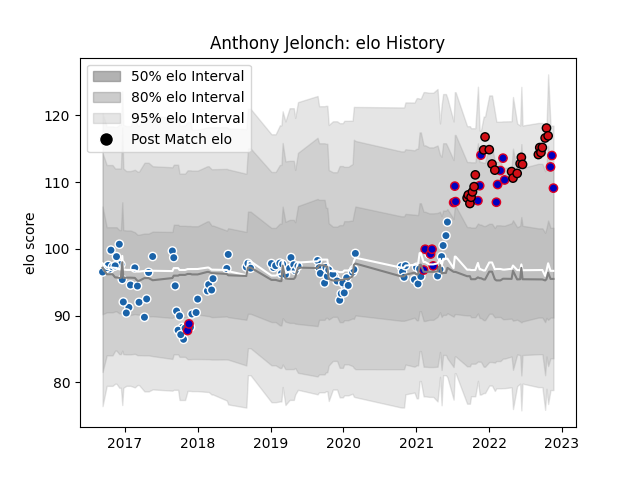 Anthony Jelonch: elo History
50% elo Interval
80% elo Interval
95% elo Interval
Post Match elo
elo score
120
110
100
90
80
2017 2018 2019 2020 2021 2022 2023